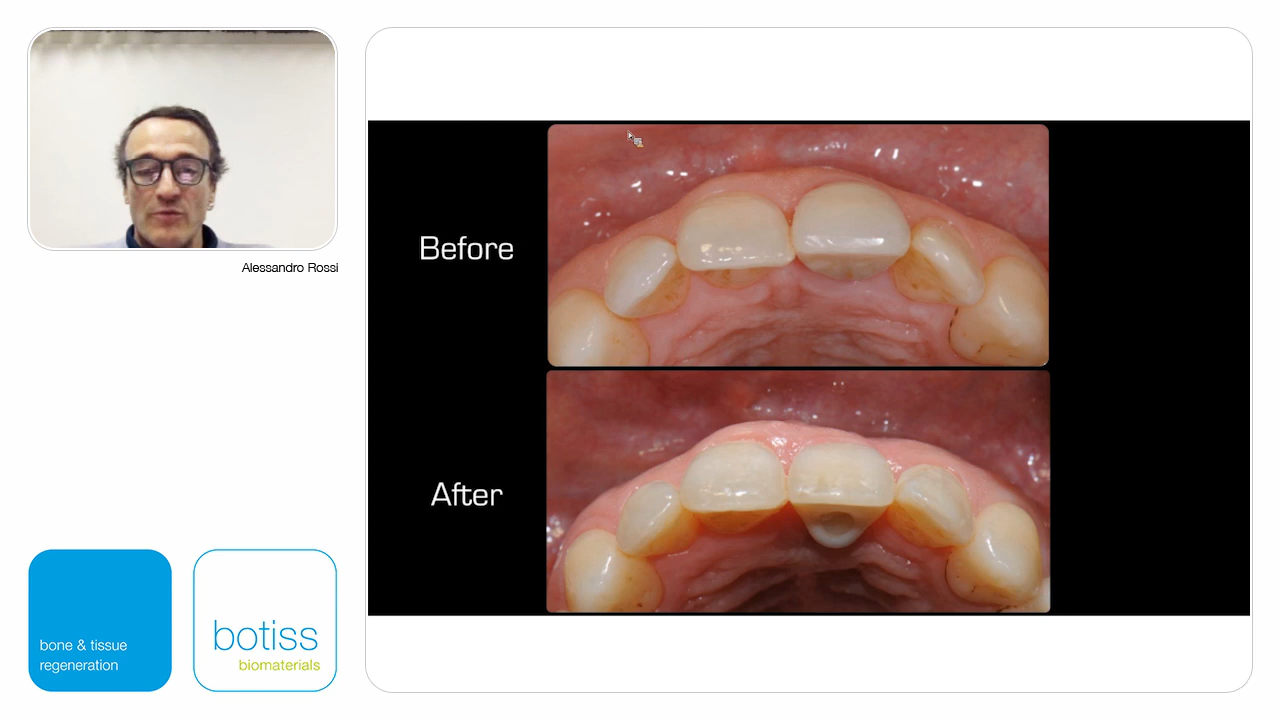 Alessandro Rossi
Before
After
bone & tissue
regeneration
botiss
biomaterials